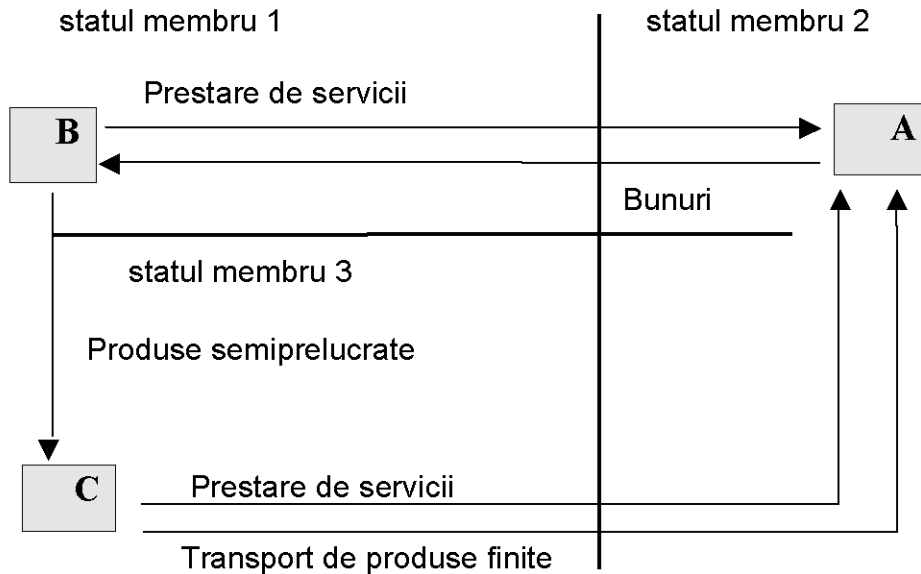 statul membru 1
statul membru 2
Prestare de servicii
B
A
Bunuri
statul membru 3
Produse semiprelucrate
C
Prestare de servicii
Transport de produse finite